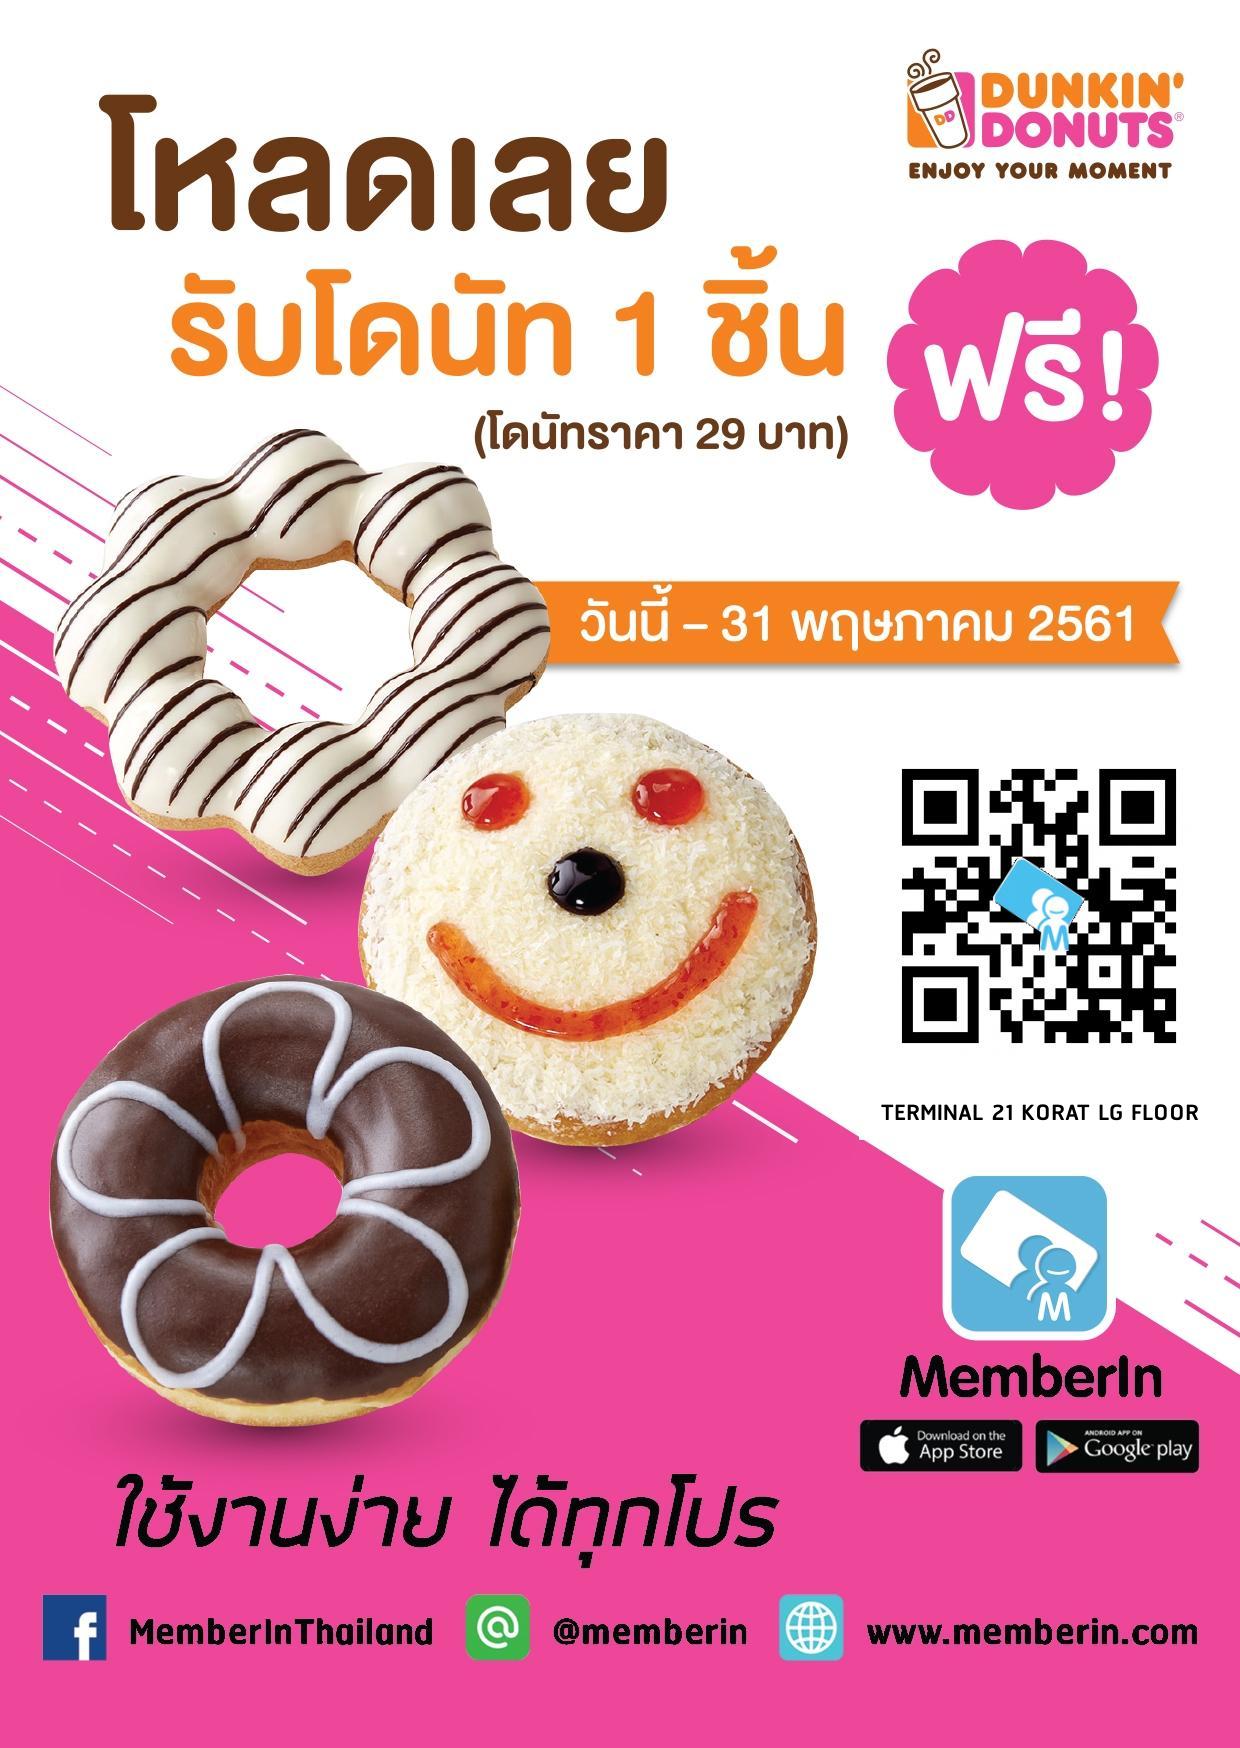 DUNKIN'
DONUTS®
ENJOY YOUR MOMENT
โหลดเลย
รับโดนัท 1 ชิ้น
ฟรี!
(โดนัทราคา 29 บาท)
วันนี้ – 31 พฤษภาคม 2561
M
TERMINAL 21 KORAT LG FLOOR
M
MemberIn
Download on the
App Store
ANDROID APP ON
Google play
ใช้งานง่าย ได้ทุกโปร
MemberInThailand @memberin www.memberin.com